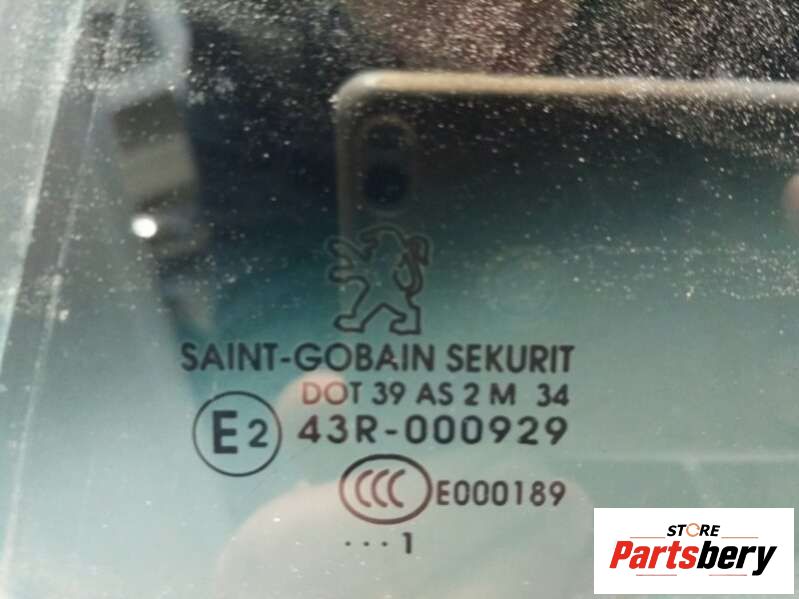 SAINT-GOBAIN SEKURIT
DOT 39 AS 2 M 34
E2 43R-000929
CCC E000189
...1
STORE
Partsbery